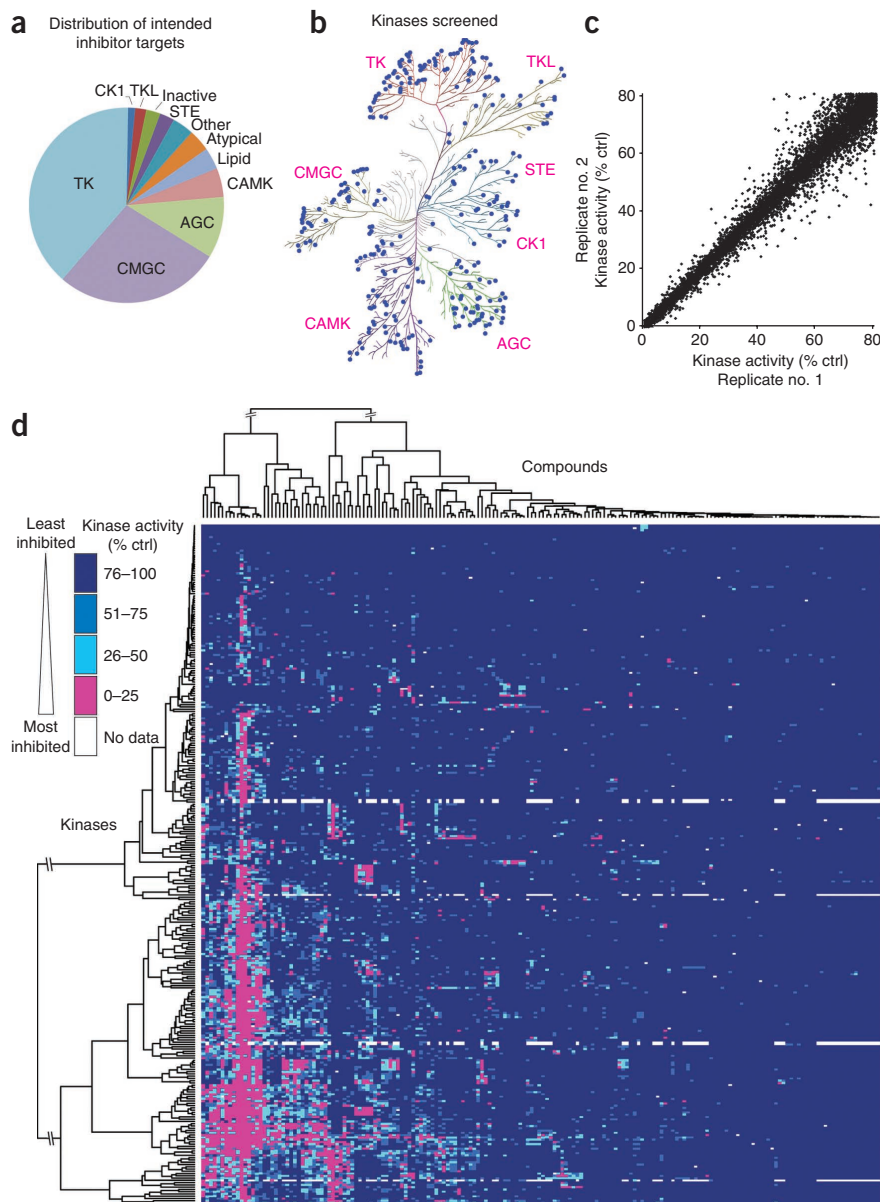 a
Distribution of intended
inhibitor targets
CK1
TKL
Inactive
STE
Other
Atypical
Lipid
CAMK
AGC
CMGC
TK
b
Kinases screened
TK
TKL
CMGC
STE
CK1
CAMK
AGC
c
80
60
40
20
0
Replicate no. 2
Kinase activity (% ctrl)
0
20
40
60
80
Kinase activity (% ctrl)
Replicate no. 1
d
Compounds
Least
inhibited
Most
inhibited
Kinase activity
(% ctrl)
76–100
51–75
26–50
0–25
No data
Kinases